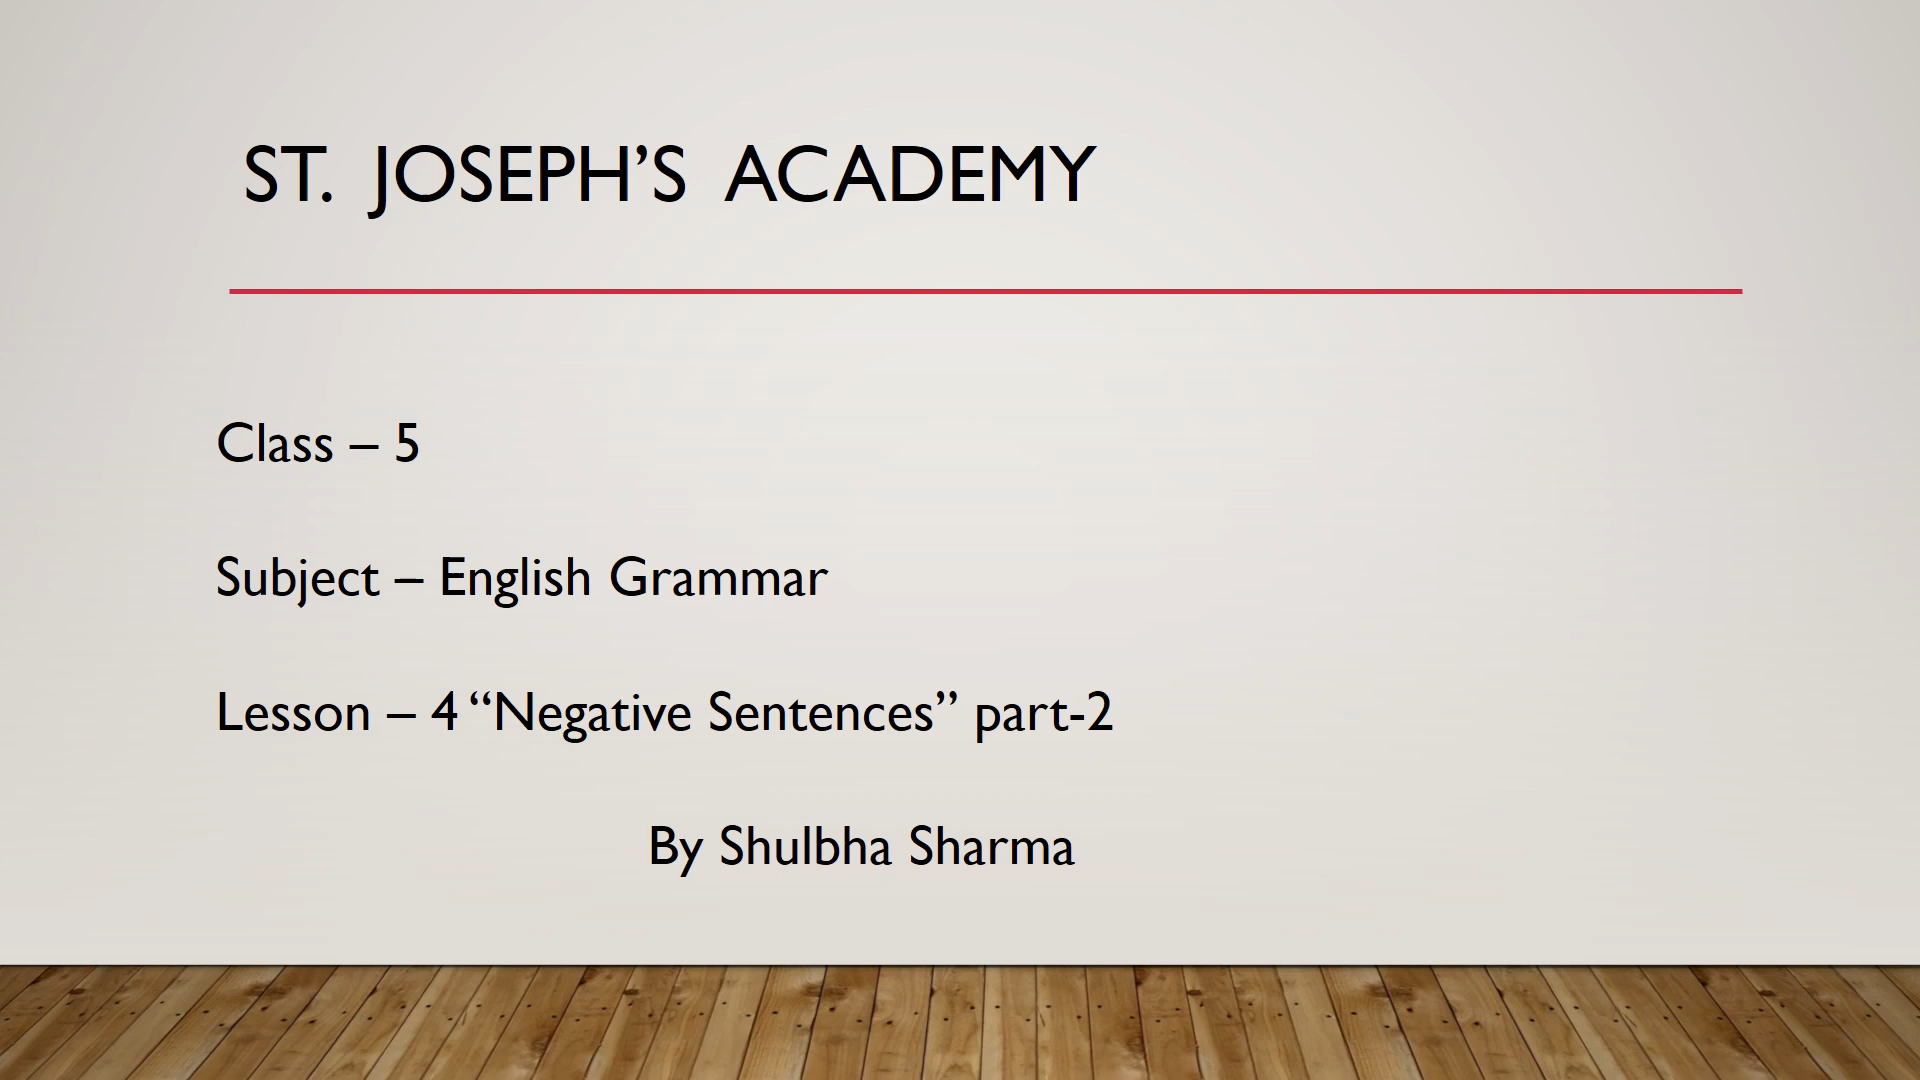 ST. JOSEPH’S ACADEMY
Class – 5
Subject – English Grammar
Lesson – 4 “Negative Sentences” part-2
By Shulbha Sharma